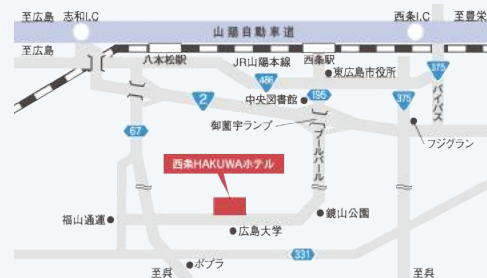 至広島
志和I.C
山陽自動車道
西条I.C
至豊栄
至広島
八本松駅
JR山陽本線
西条駅
東広島市役所
486
375
2
中央図書館
195
375
バイパス
67
御薗宇ランプ
ブールバール
フジグラン
西条HAKUWAホテル
福山通運
広島大学
鏡山公園
331
ポプラ
至呉
至呉